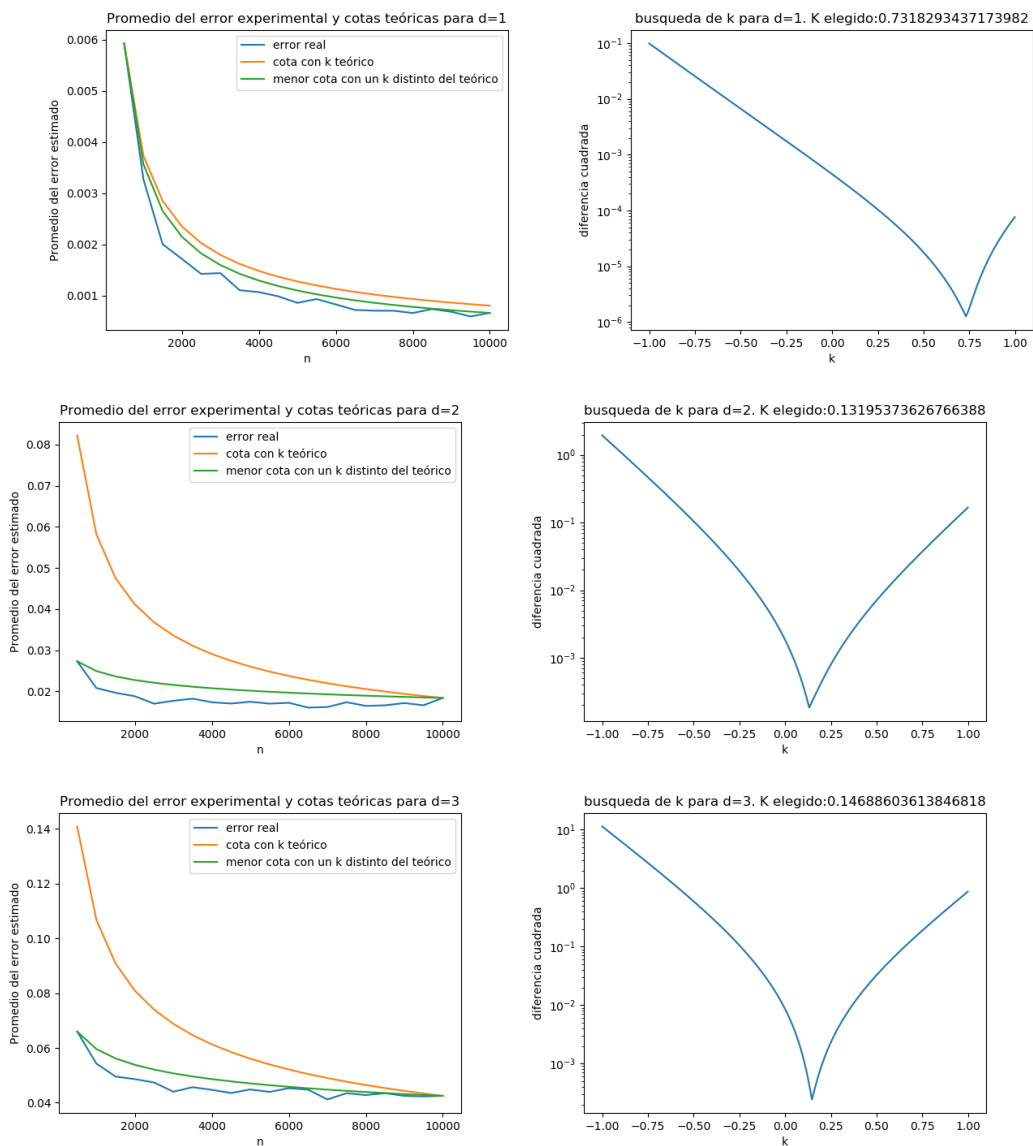 Promedio del error experimental y cotas teóricas para d=1
Promedio del error estimado
0.006
0.005
0.004
0.003
0.002
0.001
error real
cota con k teórico
menor cota con un k distinto del teórico
2000 4000 6000 8000 10000
n
busqueda de k para d=1. K elegido:0.7318293437173982
diferencia cuadrada
10−1
10−2
10−3
10−4
10−5
10−6
−1.00 −0.75 −0.50 −0.25 0.00 0.25 0.50 0.75 1.00
k
Promedio del error experimental y cotas teóricas para d=2
Promedio del error estimado
0.08
0.07
0.06
0.05
0.04
0.03
0.02
error real
cota con k teórico
menor cota con un k distinto del teórico
2000 4000 6000 8000 10000
n
busqueda de k para d=2. K elegido:0.13195373626766388
diferencia cuadrada
100
10−1
10−2
10−3
−1.00 −0.75 −0.50 −0.25 0.00 0.25 0.50 0.75 1.00
k
Promedio del error experimental y cotas teóricas para d=3
Promedio del error estimado
0.14
0.12
0.10
0.08
0.06
0.04
error real
cota con k teórico
menor cota con un k distinto del teórico
2000 4000 6000 8000 10000
n
busqueda de k para d=3. K elegido:0.14688603613846818
diferencia cuadrada
101
100
10−1
10−2
10−3
−1.00 −0.75 −0.50 −0.25 0.00 0.25 0.50 0.75 1.00
k